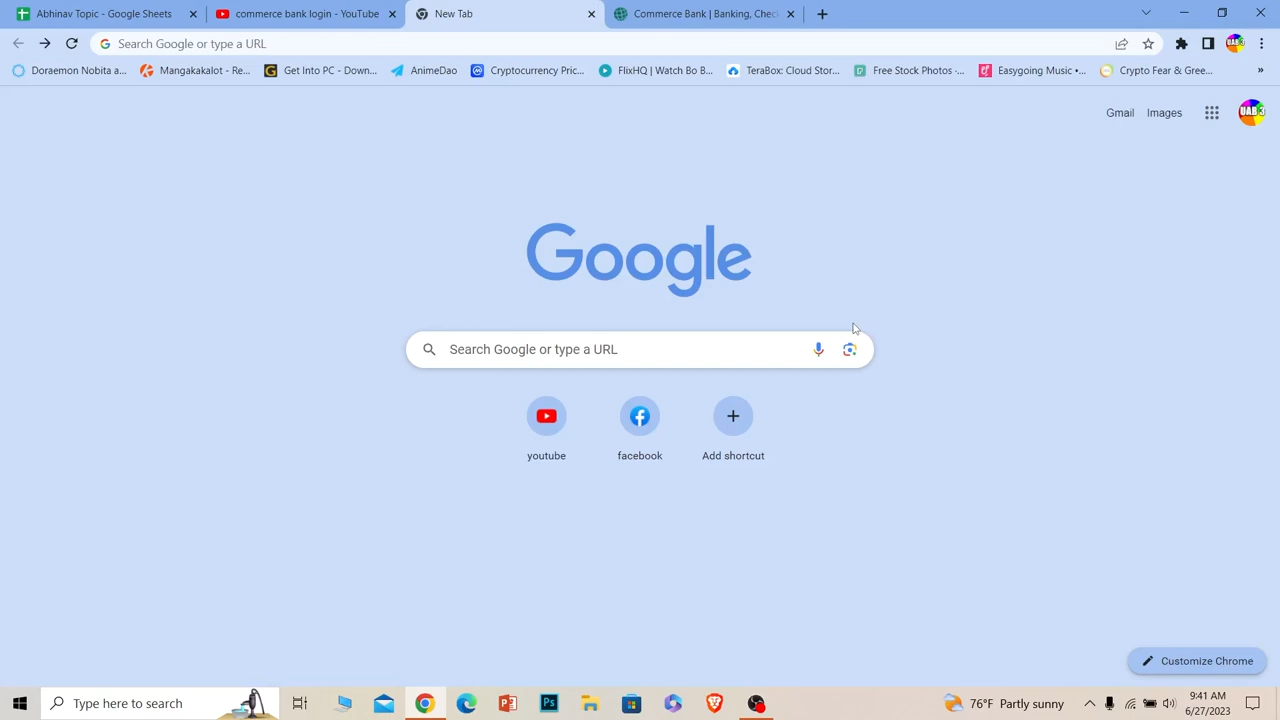 Abhinav Topic - Google Sheets
commerce bank login - YouTube
New Tab
Commerce Bank | Banking, Chec
Search Google or type a URL
Doraemon Nobita a...
Mangakakalot - Re...
Get Into PC - Down...
AnimeDao
Cryptocurrency Pric...
FlixHQ | Watch Bo B...
TeraBox: Cloud Stor...
Free Stock Photos ·...
Easygoing Music •...
Crypto Fear & Gree...
»
Gmail
Images
UAB3
Google
Search Google or type a URL
youtube
facebook
Add shortcut
Customize Chrome
Type here to search
Ps
76°F Partly sunny
9:41 AM
6/27/2023